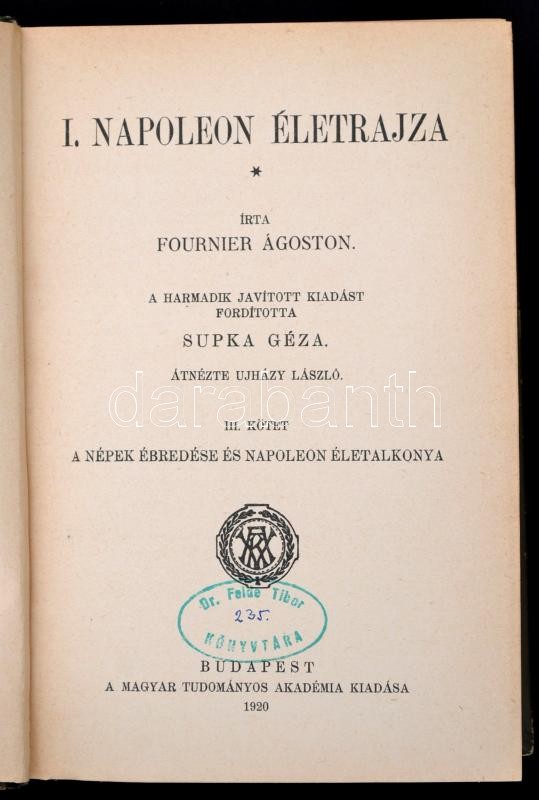 I. NAPOLEON ÉLETRAJZA
*
ÍRTA
FOURNIER ÁGOSTON.
A HARMADIK JAVÍTOTT KIADÁST
FORDÍTOTTA
SUPKA GÉZA.
ÁTNÉZTE UJHÁZY LÁSZLÓ.
darabanth
III. KÖTET
A NÉPEK ÉBREDÉSE ÉS NAPOLEON ÉLETALKONYA
Dr. Felde Tibor
235.
KÖNYVTÁRA
BUDAPEST
A MAGYAR TUDOMÁNYOS AKADÉMIA KIADÁSA
1920